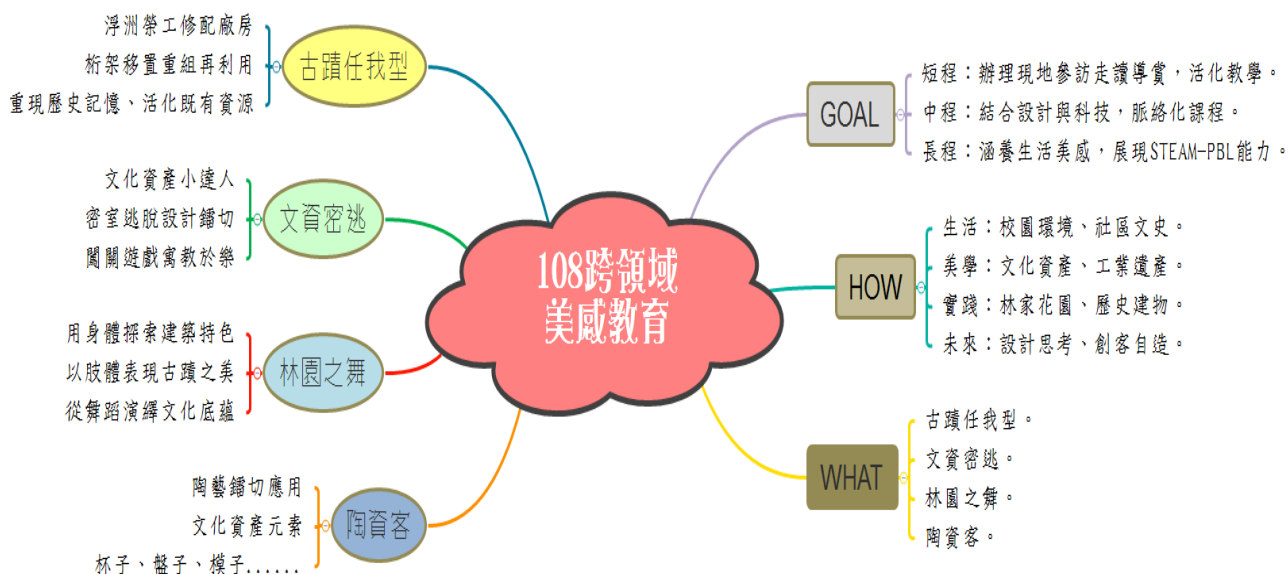 108跨領域
美感教育
GOAL
短程：辦理現地參訪走讀導賞，活化教學。
中程：結合設計與科技，脈絡化課程。
長程：涵養生活美感，展現STEAM-PBL能力。
HOW
生活：校園環境、社區文史。
美學：文化資產、工業遺產。
實踐：林家花園、歷史建物。
未來：設計思考、創客自造。
WHAT
古蹟任我型。
文資密逃。
林園之舞。
陶資客。
古蹟任我型
浮洲榮工修配廠房
桁架移置重組再利用
重現歷史記憶、活化既有資源
文資密逃
文化資產小達人
密室逃脫設計鐳切
闖關遊戲寓教於樂
林園之舞
用身體探索建築特色
以肢體表現古蹟之美
從舞蹈演繹文化底蘊
陶資客
陶藝鐳切應用
文化資產元素
杯子、盤子、模子......